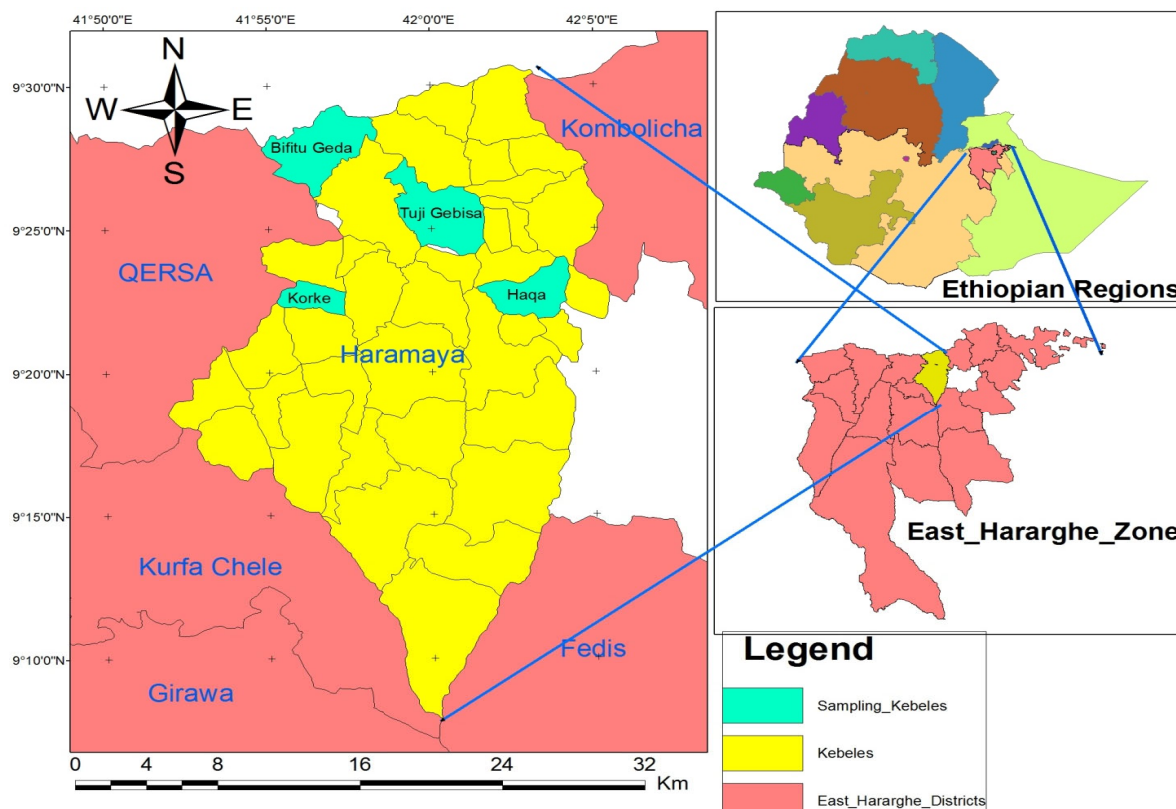 41°50'0"E 41°55'0"E 42°0'0"E 42°5'0"E
9°30'0"N
9°25'0"N
9°20'0"N
9°15'0"N
9°10'0"N
N
W E
S
Kombolicha
Bifitu Geda
Tuji Gebisa
QERSA
Korke
Haqa
Haramaya
Kurfa Chele
Fedis
Girawa
0 4 8 16 24 32
Km
Ethiopian Regions
East_Hararghe_Zone
Legend
Sampling_Kebeles
Kebeles
East_Hararghe_Districts